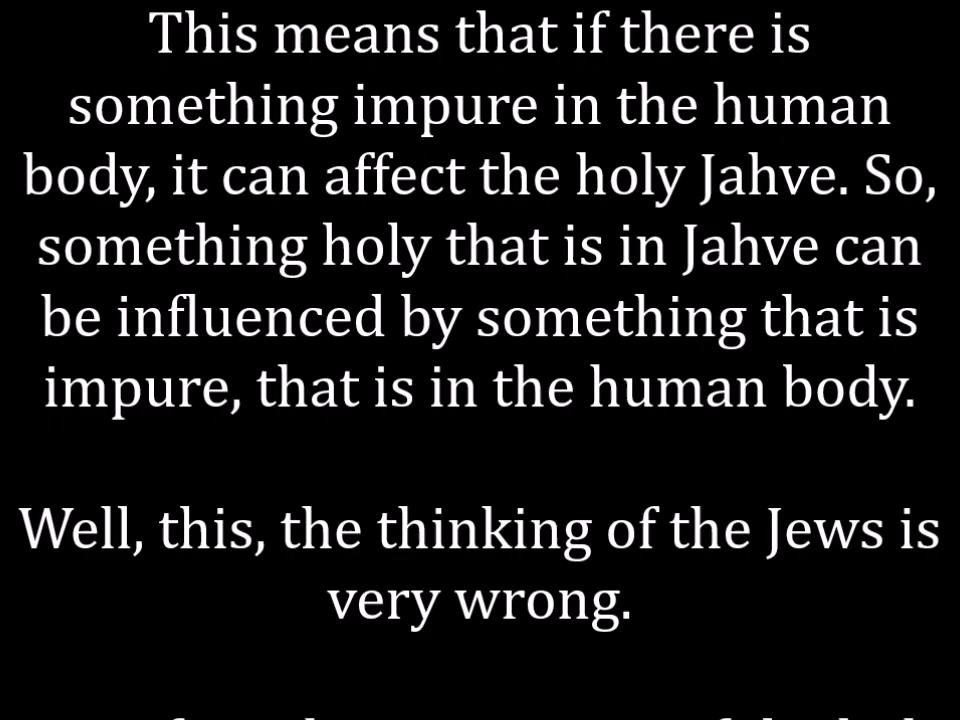 This means that if there is
something impure in the human
body, it can affect the holy Jahve. So,
something holy that is in Jahve can
be influenced by something that is
impure, that is in the human body.
Well, this, the thinking of the Jews is
very wrong.